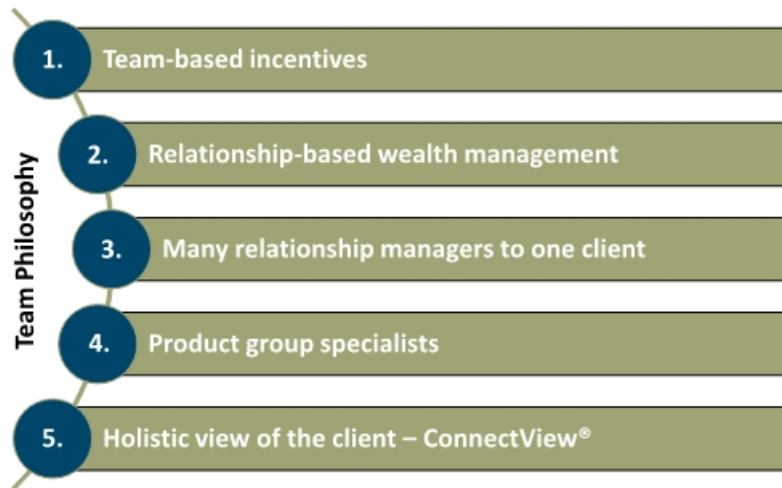 Team Philosophy
1. Team-based incentives
2. Relationship-based wealth management
3. Many relationship managers to one client
4. Product group specialists
5. Holistic view of the client – ConnectView®